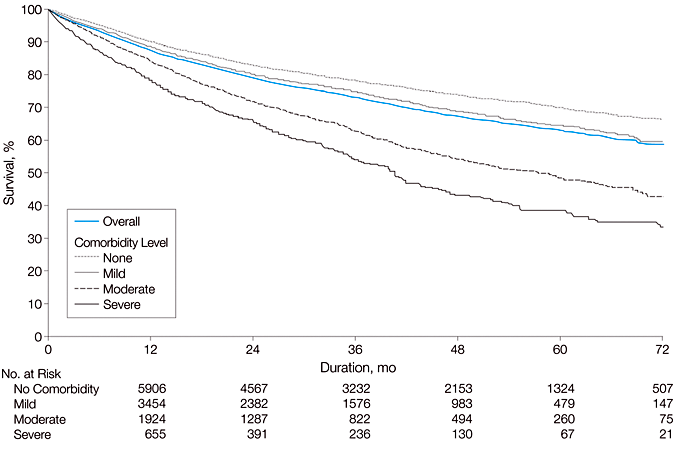 100
90
80
70
60
50
40
30
20
10
0
Survival, %
Overall
Comorbidity Level
None
Mild
Moderate
Severe
0 12 24 36 48 60 72
Duration, mo
No. at Risk
No Comorbidity 5906 4567 3232 2153 1324 507
Mild 3454 2382 1576 983 479 147
Moderate 1924 1287 822 494 260 75
Severe 655 391 236 130 67 21